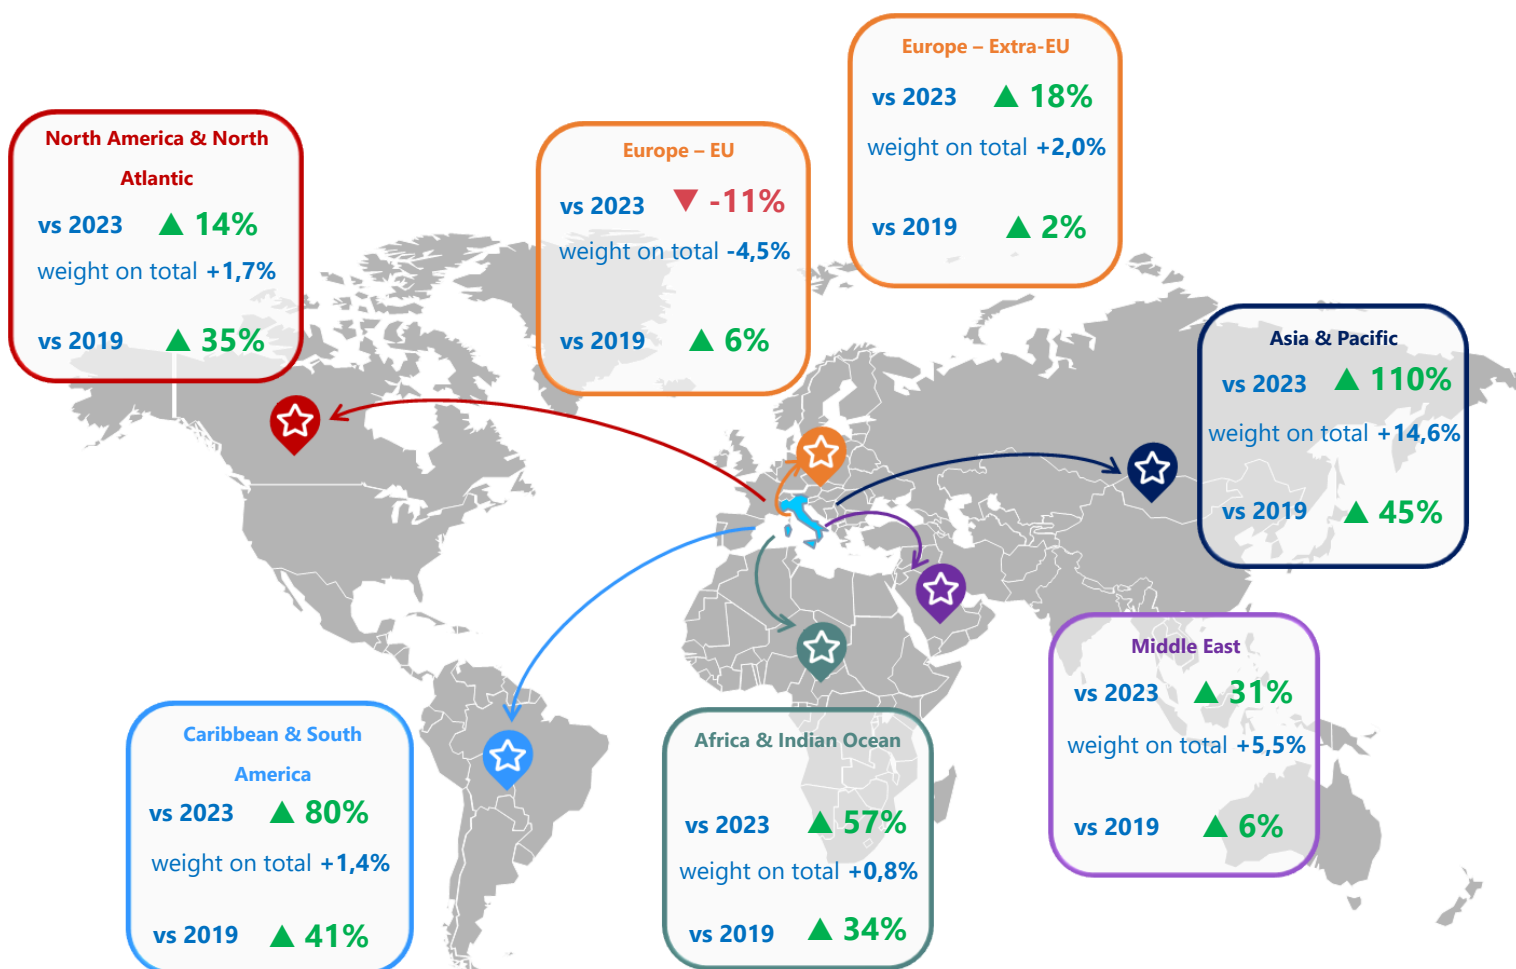 Europe – Extra-EU
vs 2023 ▲ 18%
weight on total +2,0%
vs 2019 ▲ 2%
North America & North
Atlantic
vs 2023 ▲ 14%
weight on total +1,7%
vs 2019 ▲ 35%
Europe – EU
vs 2023 ▼ -11%
weight on total -4,5%
vs 2019 ▲ 6%
Asia & Pacific
vs 2023 ▲ 110%
weight on total +14,6%
vs 2019 ▲ 45%
Middle East
vs 2023 ▲ 31%
weight on total +5,5%
vs 2019 ▲ 6%
Caribbean & South
America
vs 2023 ▲ 80%
weight on total +1,4%
vs 2019 ▲ 41%
Africa & Indian Ocean
vs 2023 ▲ 57%
weight on total +0,8%
vs 2019 ▲ 34%